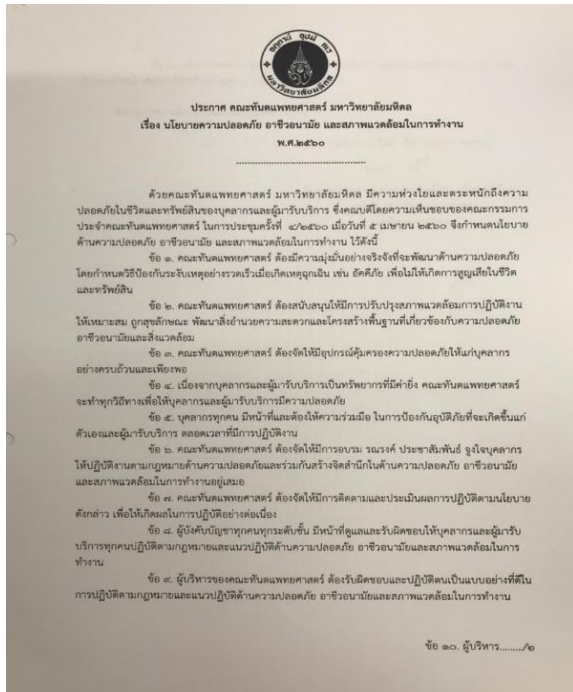 อตฺตานํ อุปมํ กเร
มหาวิทยาลัยมหิดล
ประกาศ คณะทันตแพทยศาสตร์ มหาวิทยาลัยมหิดล
เรื่อง นโยบายความปลอดภัย อาชีวอนามัย และสภาพแวดล้อมในการทำงาน
พ.ศ.๒๕๖๐
ด้วยคณะทันตแพทยศาสตร์ มหาวิทยาลัยมหิดล มีความห่วงใยและตระหนักถึงความ
ปลอดภัยในชีวิตและทรัพย์สินของบุคลากรและผู้มารับบริการ ซึ่งคณบดีโดยความเห็นชอบของคณะกรรมการ
ประจำคณะทันตแพทยศาสตร์ ในการประชุมครั้งที่ ๔/๒๕๖๐ เมื่อวันที่ ๕ เมษายน ๒๕๖๐ จึงกำหนดนโยบาย
ด้านความปลอดภัย อาชีวอนามัย และสภาพแวดล้อมในการทำงาน ไว้ดังนี้
ข้อ ๑. คณะทันตแพทยศาสตร์ ต้องมีความมุ่งมั่นอย่างจริงจังที่จะพัฒนาด้านความปลอดภัย
โดยกำหนดวิธีป้องกันระงับเหตุอย่างรวดเร็วเมื่อเกิดเหตุฉุกเฉิน เช่น อัคคีภัย เพื่อไม่ให้เกิดการสูญเสียในชีวิต
และทรัพย์สิน
ข้อ ๒. คณะทันตแพทยศาสตร์ ต้องสนับสนุนให้มีการปรับปรุงสภาพแวดล้อมการปฏิบัติงาน
ให้เหมาะสม ถูกสุขลักษณะ พัฒนาสิ่งอำนวยความสะดวกและโครงสร้างพื้นฐานที่เกี่ยวข้องกับความปลอดภัย
อาชีวอนามัยและสิ่งแวดล้อม
ข้อ ๓. คณะทันตแพทยศาสตร์ ต้องจัดให้มีอุปกรณ์คุ้มครองความปลอดภัยให้แก่บุคลากร
อย่างครบถ้วนและเพียงพอ
ข้อ ๔. เนื่องจากบุคลากรและผู้มารับบริการเป็นทรัพยากรที่มีค่ายิ่ง คณะทันตแพทยศาสตร์
จะทำทุกวิถีทางเพื่อให้บุคลากรและผู้มารับบริการมีความปลอดภัย
ข้อ ๕. บุคลากรทุกคน มีหน้าที่และต้องให้ความร่วมมือ ในการป้องกันอุบัติภัยที่จะเกิดขึ้นแก่
ตัวเองและผู้มารับบริการ ตลอดเวลาที่มีการปฏิบัติงาน
ข้อ ๖. คณะทันตแพทยศาสตร์ ต้องจัดให้มีการอบรม รณรงค์ ประชาสัมพันธ์ จูงใจบุคลากร
ให้ปฏิบัติงานตามกฎหมายด้านความปลอดภัยและร่วมกันสร้างจิตสำนึกในด้านความปลอดภัย อาชีวอนามัย
และสภาพแวดล้อมในการทำงานอยู่เสมอ
ข้อ ๗. คณะทันตแพทยศาสตร์ ต้องจัดให้มีการติดตามและประเมินผลการปฏิบัติตามนโยบาย
ดังกล่าว เพื่อให้เกิดผลในการปฏิบัติอย่างต่อเนื่อง
ข้อ ๘. ผู้บังคับบัญชาทุกคนทุกระดับชั้น มีหน้าที่ดูแลและรับผิดชอบให้บุคลากรและผู้มารับ
บริการทุกคนปฏิบัติตามกฎหมายและแนวปฏิบัติด้านความปลอดภัย อาชีวอนามัยและสภาพแวดล้อมในการ
ทำงาน
ข้อ ๙. ผู้บริหารของคณะทันตแพทยศาสตร์ ต้องรับผิดชอบและปฏิบัติตนเป็นแบบอย่างที่ดีใน
การปฏิบัติตามกฎหมายและแนวปฏิบัติด้านความปลอดภัย อาชีวอนามัยและสภาพแวดล้อมในการทำงาน
ข้อ ๑๐. ผู้บริหาร......../๒